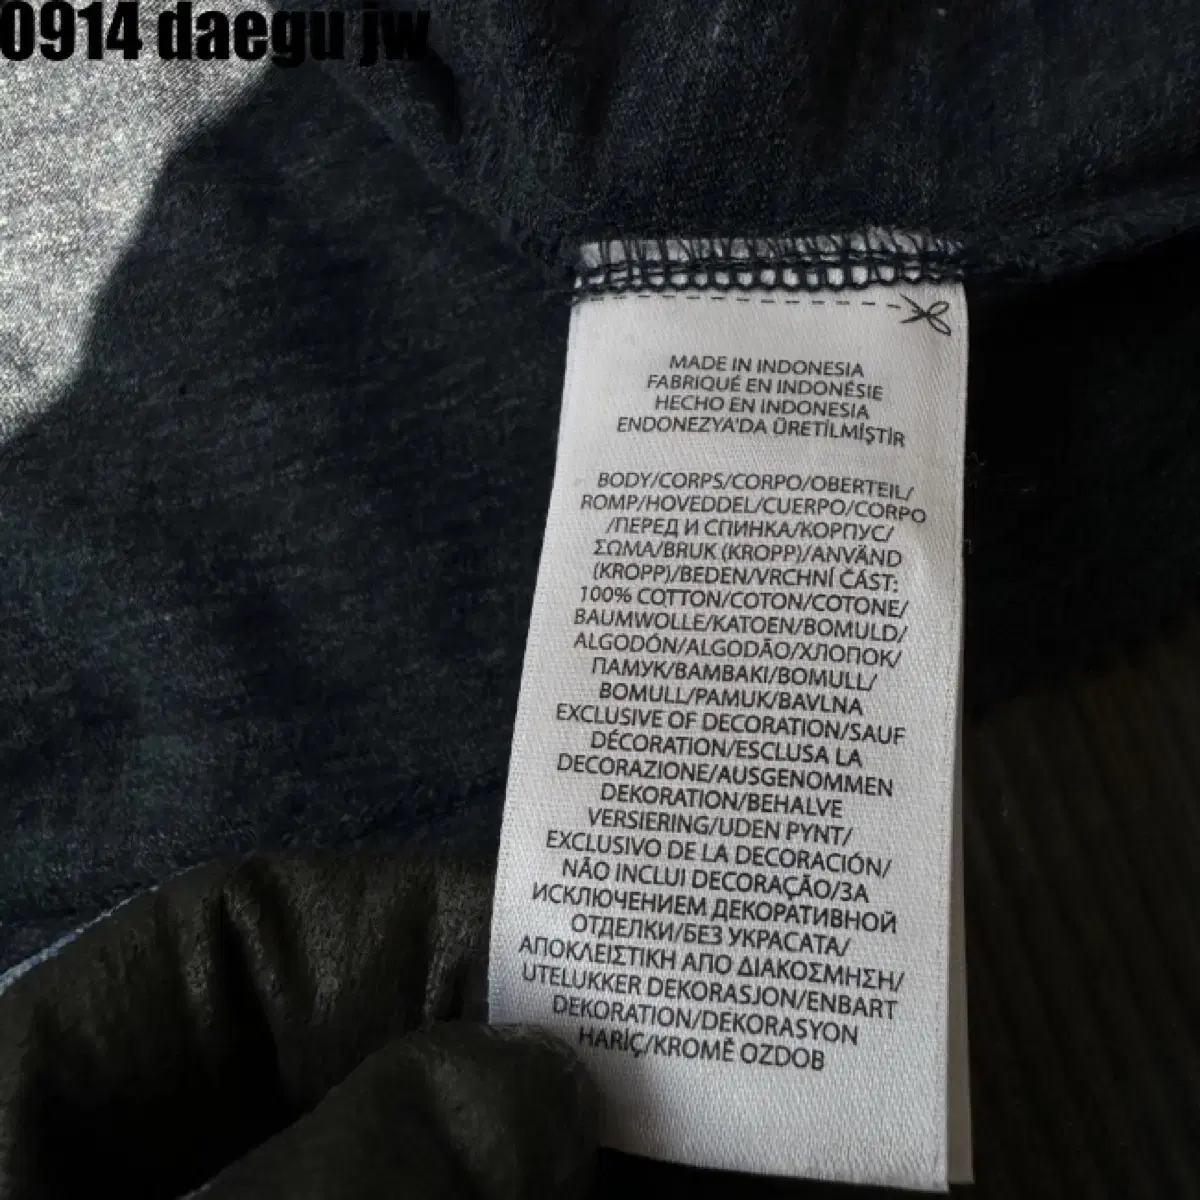 0914 daegu jw
MADE IN INDONESIA
FABRIQUÉ EN INDONÉSIE
HECHO EN INDONESIA
ENDONEZYA'DA ÜRETİLMİŞTİR
BODY/CORPS/CORPO/OBERTEIL/
ROMP/HOVEDDEL/CUERPO/CORPO
/ПЕРЕД И СПИНКА/КОРПУС/
ΣΩΜΑ/BRUK (KROPP)/ANVÄND
(KROPP)/BEDEN/VRCHNÍ ČÁST:
100% COTTON/COTON/COTONE/
BAUMWOLLE/KATOEN/BOMULD/
ALGODÓN/ALGODÃO/ХЛОПОК/
ПАМУК/BAMBAKI/BOMULL/
BOMULL/PAMUK/BAVLNA
EXCLUSIVE OF DECORATION/SAUF
DÉCORATION/ESCLUSA LA
DECORAZIONE/AUSGENOMMEN
DEKORATION/BEHALVE
VERSIERING/UDEN PYNT/
EXCLUSIVO DE LA DECORACIÓN/
NÃO INCLUI DECORAÇÃO/ЗА
ИСКЛЮЧЕНИЕМ ДЕКОРАТИВНОЙ
ОТДЕЛКИ/БЕЗ УКРАСАТА/
ΑΠΟΚΛΕΙΣΤΙΚΗ ΑΠΟ ΔΙΑΚΟΣΜΗΣΗ/
UTELUKKER DEKORASJON/ENBART
DEKORATION/DEKORASYON
HARİÇ/KROMĚ OZDOB